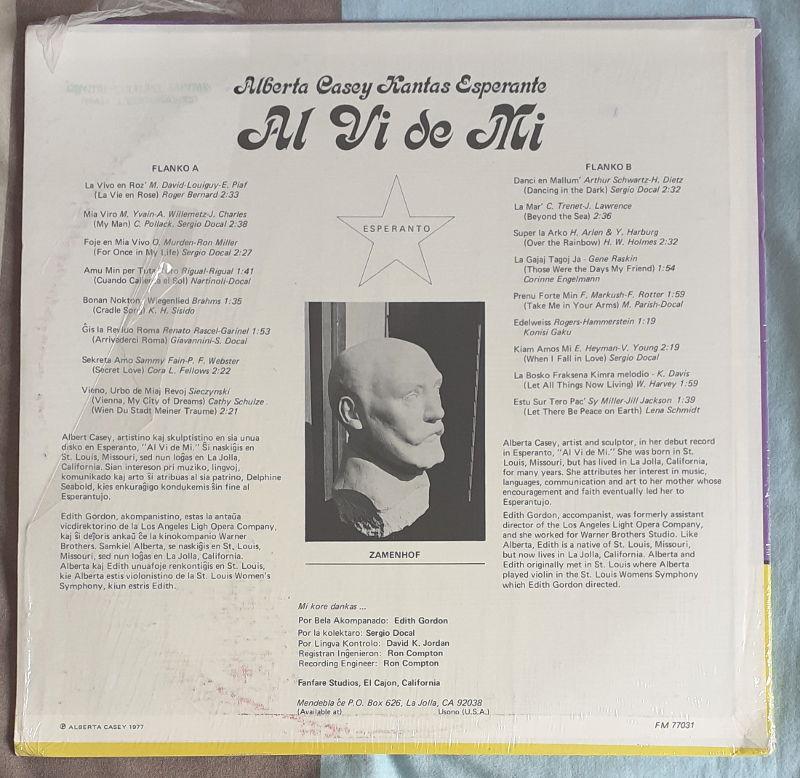 Alberta Casey Kantas Esperante
Al Vi de Mi
FLANKO A
La Vivo en Roz' M. David-Louiguy-E. Piaf
(La Vie en Rose) Roger Bernard 2:33
Mia Viro M. Yvain-A. Willemetz-J. Charles
(My Man) C. Pollack, Sergio Docal 2:38
Foje en Mia Vivo O. Murden-Ron Miller
(For Once in My Life) Sergio Docal 2:27
Amu Min per Tuta Rigual-Rigual 1:41
(Cuando Calienta el Sol) Nartinoli-Docal
Bonan Nokton, Wiegenlied Brahms 1:35
(Cradle Song) K. H. Sisido
Ĝis la Revido Roma Renato Rascel-Garinel 1:53
(Arrivederci Roma) Giavannini-S. Docal
Sekreta Amo Sammy Fain-P. F. Webster
(Secret Love) Cora L. Fellows 2:22
Vieno, Urbo de Miaj Revoj Sieczynski
(Vienna, My City of Dreams) Cathy Schulze
(Wien Du Stadt Meiner Traume) 2:21
Albert Casey, artistino kaj skulptistino en sia unua
disko en Esperanto, "Al Vi de Mi." Ŝi naskiĝis en
St. Louis, Missouri, sed nun loĝas en La Jolla,
California. Sian intereson pri muziko, lingvoj,
komunikado kaj arto ŝi atribuas al sia patrino, Delphine
Seabold, kies enkuraĝigo kondukemis ŝin fine al
Esperantujo.
Edith Gordon, akompanistino, estas la antaŭa
vicdirektorino de la Los Angeles Ligh Opera Company,
kaj ŝi deĵoris ankaŭ ĉe la kinokompanio Warner
Brothers. Samkiel Alberta, se naskiĝis en St, Louis,
Missouri, sed nun loĝas en La Jolla, California.
Alberta kaj Edith unuafoje renkontiĝis en St. Louis,
kie Alberta estis violonistino de la St. Louis Women's
Symphony, kiun estris Edith.
ESPERANTO
ZAMENHOF
Mi kore dankas ...
Por Bela Akompanado: Edith Gordon
Por la kolektaro: Sergio Docal
Por Lingva Kontrolo: David K. Jordan
Registran Inĝenieron: Ron Compton
Recording Engineer: Ron Compton
Fanfare Studios, El Cajon, California
Mendebla ĉe P.O. Box 626, La Jolla, CA 92038
(Available at) Usono (U.S.A.)
FLANKO B
Danci en Mallum' Arthur Schwartz-H. Dietz
(Dancing in the Dark) Sergio Docal 2:32
La Mar' C. Trenet-J. Lawrence
(Beyond the Sea) 2:36
Super la Arko H. Arlen & Y. Harburg
(Over the Rainbow) H. W. Holmes 2:32
La Gajaj Tagoj Ja - Gene Raskin
(Those Were the Days My Friend) 1:54
Corinne Engelmann
Prenu Forte Min F. Markush-F. Rotter 1:59
(Take Me in Your Arms) M. Parish-Docal
Edelweiss Rogers-Hammerstein 1:19
Konisi Gaku
Kiam Amos Mi E. Heyman-V. Young 2:19
(When I Fall in Love) Sergio Docal
La Bosko Fraksena Kimra melodio - K. Davis
(Let All Things Now Living) W. Harvey 1:59
Estu Sur Tero Pac' Sy Miller-Jill Jackson 1:39
(Let There Be Peace on Earth) Lena Schmidt
Alberta Casey, artist and sculptor, in her debut record
in Esperanto, "Al Vi de Mi." She was born in St.
Louis, Missouri, but has lived in La Jolla, California,
for many years. She attributes her interest in music,
languages, communication and art to her mother whose
encouragement and faith eventually led her to
Esperantujo.
Edith Gordon, accompanist, was formerly assistant
director of the Los Angeles Light Opera Company,
and she worked for Warner Brothers Studio. Like
Alberta, Edith is a native of St. Louis, Missouri,
but now lives in La Jolla, California. Alberta and
Edith originally met in St. Louis where Alberta
played violin in the St. Louis Womens Symphony
which Edith Gordon directed.
℗ ALBERTA CASEY 1977
FM 77031